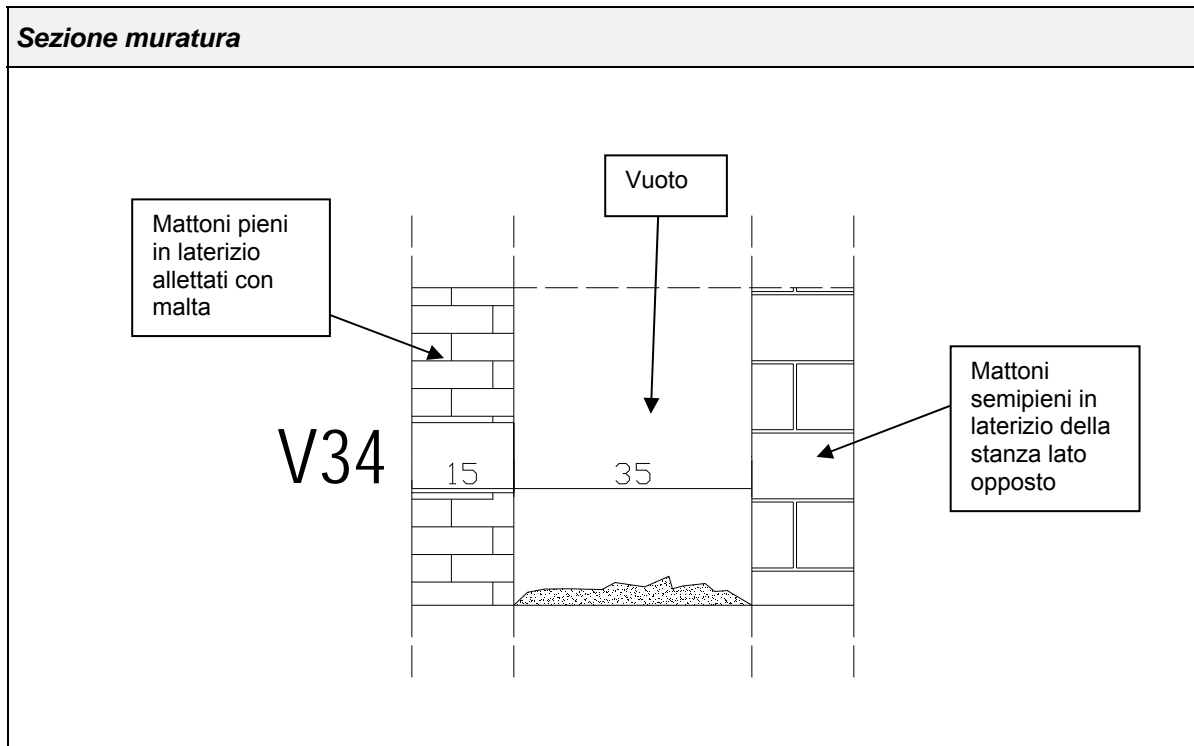 Sezione muratura
Vuoto
Mattoni pieni
in laterizio
allettati con
malta
Mattoni
semipieni in
laterizio della
stanza lato
opposto
V34
15
35